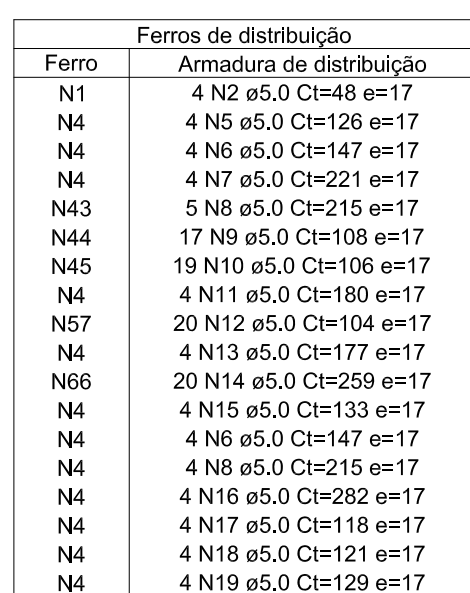 Ferros de distribuição
Ferro Armadura de distribuição
N1 4 N2 ø5.0 Ct=48 e=17
N4 4 N5 ø5.0 Ct=126 e=17
N4 4 N6 ø5.0 Ct=147 e=17
N4 4 N7 ø5.0 Ct=221 e=17
N43 5 N8 ø5.0 Ct=215 e=17
N44 17 N9 ø5.0 Ct=108 e=17
N45 19 N10 ø5.0 Ct=106 e=17
N4 4 N11 ø5.0 Ct=180 e=17
N57 20 N12 ø5.0 Ct=104 e=17
N4 4 N13 ø5.0 Ct=177 e=17
N66 20 N14 ø5.0 Ct=259 e=17
N4 4 N15 ø5.0 Ct=133 e=17
N4 4 N6 ø5.0 Ct=147 e=17
N4 4 N8 ø5.0 Ct=215 e=17
N4 4 N16 ø5.0 Ct=282 e=17
N4 4 N17 ø5.0 Ct=118 e=17
N4 4 N18 ø5.0 Ct=121 e=17
N4 4 N19 ø5.0 Ct=129 e=17